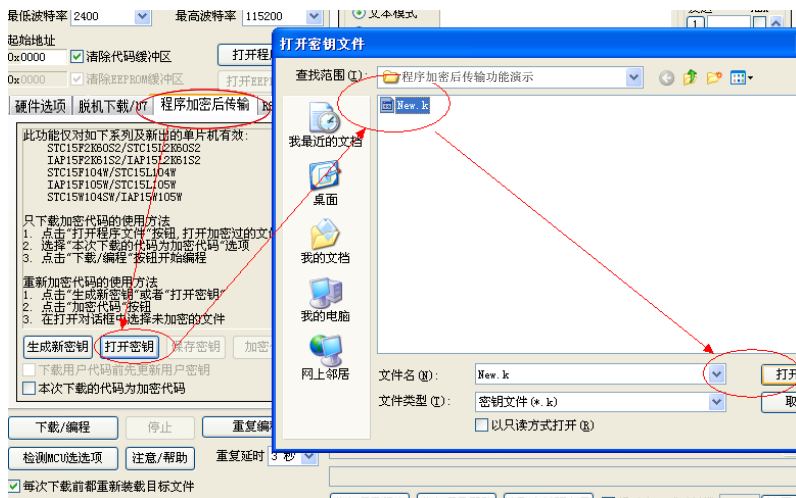 最低波特率 2400 最高波特率 115200
文本模式
起始地址
0x0000 清除代码缓冲区 打开程
0x0000 清除EEPROM缓冲区 打开EEP
硬件选项 脱机下载/U7 程序加密后传输
此功能仅对如下系列及新出的单片机有效:
STC15F2K60S2/STC15L2K60S2
IAP15F2K61S2/IAP15L2K61S2
STC15F104W/STC15L104W
IAP15F105W/STC15L105W
STC15W104SW/IAP15W105W
只下载加密代码的使用方法
1. 点击"打开程序文件"按钮,打开加密过的文
2. 选择"本次下载的代码为加密代码"选项
3. 点击"下载/编程"按钮开始编程
重新加密代码的使用方法
1. 点击"生成新密钥"或者"打开密钥"
2. 点击"加密代码"按钮
3. 在打开对话框中选择未加密的文件
生成新密钥 打开密钥 保存密钥 加密
下载用户代码前先更新用户密钥
本次下载的代码为加密代码
下载/编程 停止 重复编
检测MCU选项 注意/帮助 重复延时 3 秒
每次下载前都重新装载目标文件
打开密钥文件
查找范围(I): 程序加密后传输功能演示
New.k
我最近的文档
桌面
我的文档
我的电脑
网上邻居
文件名(N): New.k 打开
文件类型(T): 密钥文件(*.k) 取
以只读方式打开(R)